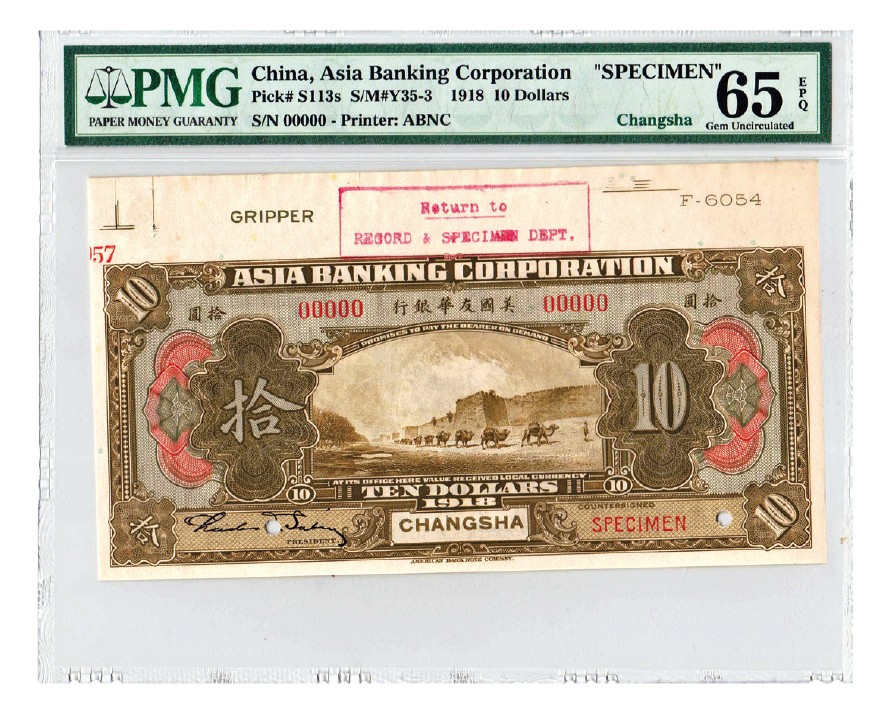 PMG
PAPER MONEY GUARANTY
China, Asia Banking Corporation "SPECIMEN"
Pick# S113s S/M#Y35-3 1918 10 Dollars
S/N 00000 - Printer: ABNC
Changsha
65
EPQ
Gem Uncirculated
GRIPPER
Return to
RECORD & SPECIMEN DEPT.
F-6054
057
ASIA BANKING CORPORATION
10
拾
圓拾 00000 行銀華友國美 00000 圓拾
PROMISES TO PAY THE BEARER ON DEMAND
拾
10
AT ITS OFFICE HERE VALUE RECEIVED LOCAL CURRENCY
10 TEN DOLLARS 10
1918
拾
10
PRESIDENT.
CHANGSHA
COUNTERSIGNED
SPECIMEN
AMERICAN BANK NOTE COMPANY.